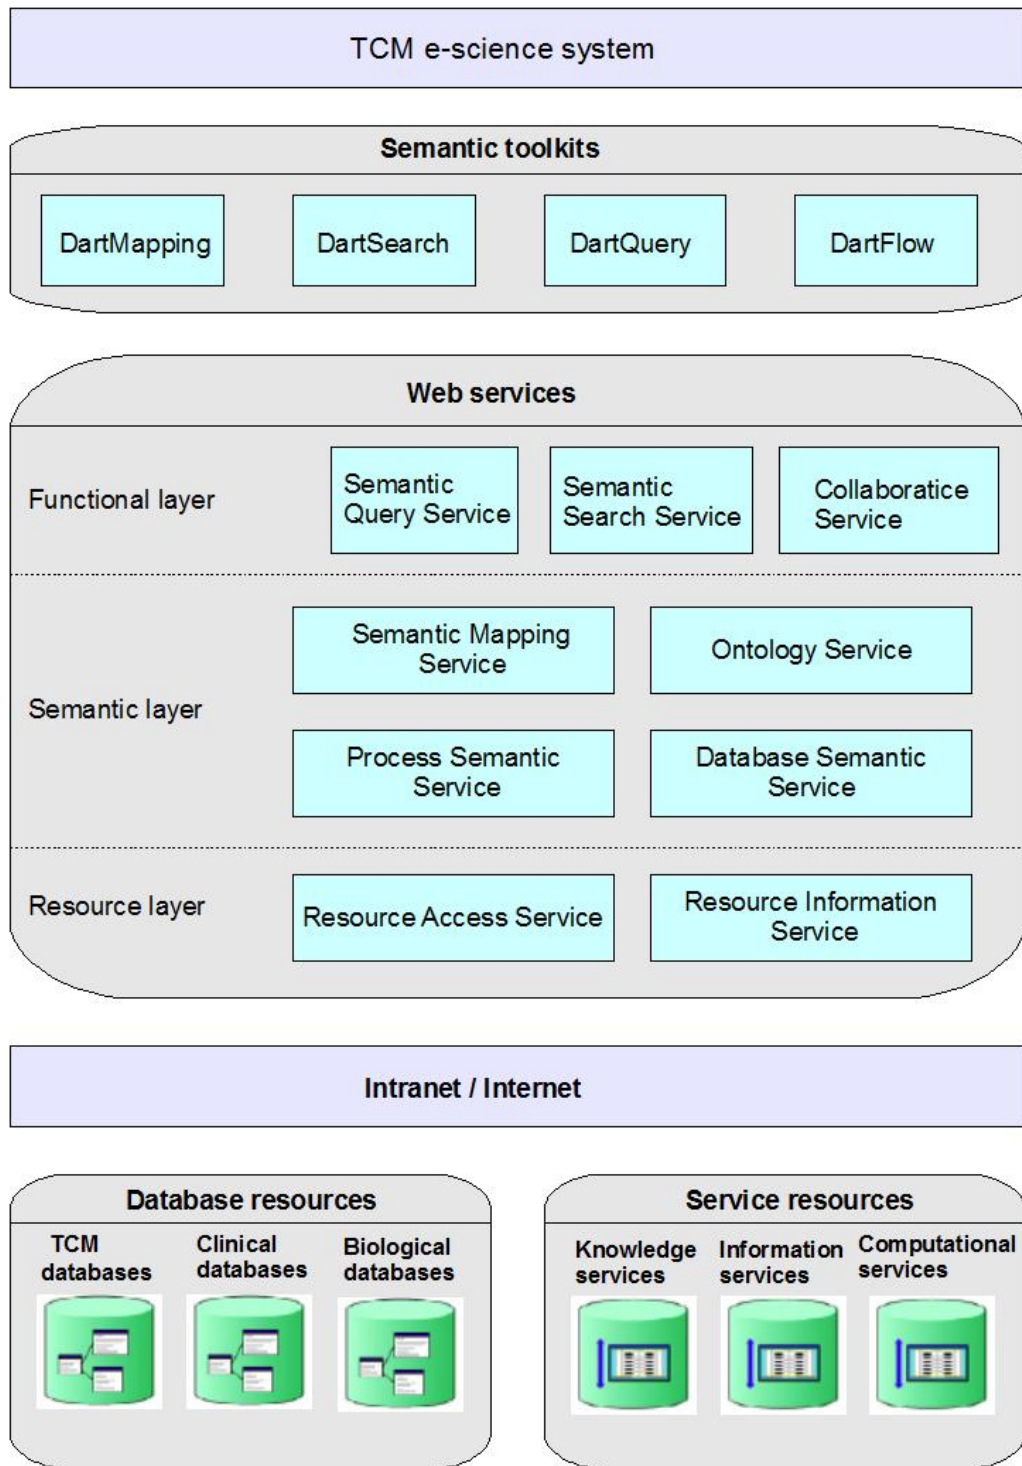 TCM e-science system
Semantic toolkits
DartMapping
DartSearch
DartQuery
DartFlow
Web services
Functional layer
Semantic
Query Service
Semantic
Search Service
Collaboratice
Service
Semantic layer
Semantic Mapping
Service
Ontology Service
Process Semantic
Service
Database Semantic
Service
Resource layer
Resource Access Service
Resource Information
Service
Intranet / Internet
Database resources
TCM
databases
Clinical
databases
Biological
databases
Service resources
Knowledge
services
Information
services
Computational
services